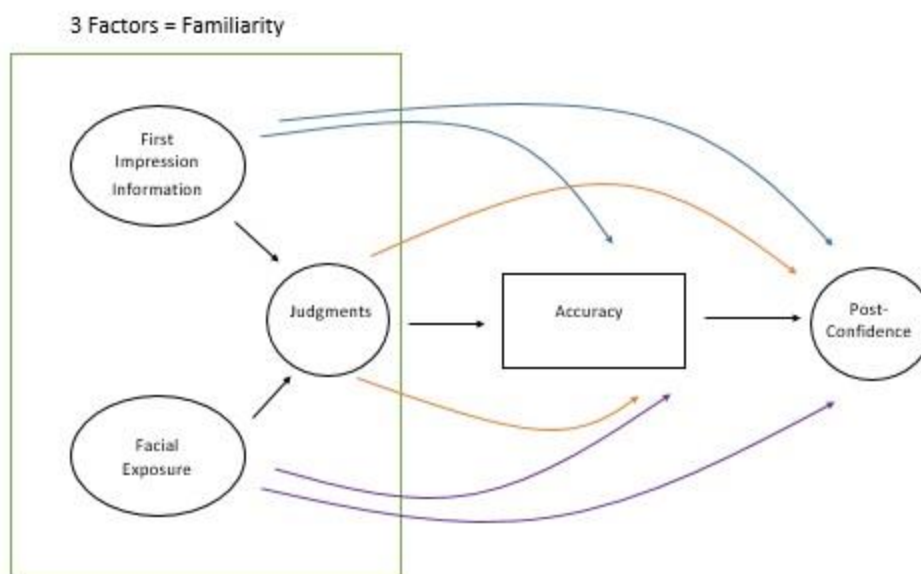 3 Factors = Familiarity
First
Impression
Information
Judgments
Accuracy
Post-
Confidence
Facial
Exposure